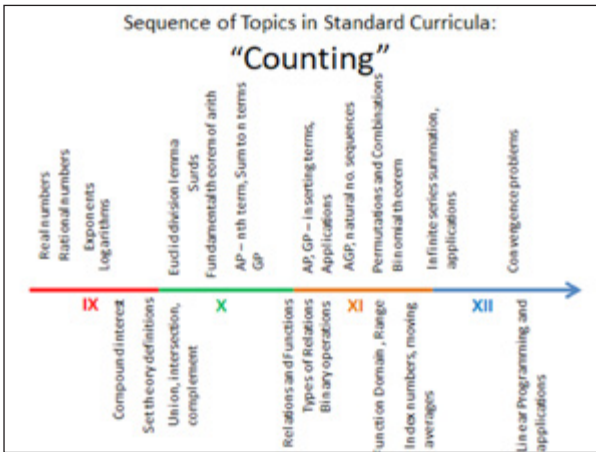 Sequence of Topics in Standard Curricula:
“Counting”
Real numbers
Rational numbers
Exponents
Logarithms
Euclid division lemma
Surds
Fundamental theorem of arith
AP – nth term, Sum to n terms
GP
AP, GP – inserting terms,
Applications
AGP, natural no. sequences
Permutations and Combinations
Binomial theorem
Infinite series summation,
applications
Convergence problems
IX
X
XI
XII
Compound interest
Set theory definitions
Union, intersection,
complement
Relations and Functions
Types of Relations
Binary operations
Function Domain, Range
Index numbers, moving
averages
Linear Programming and
applications